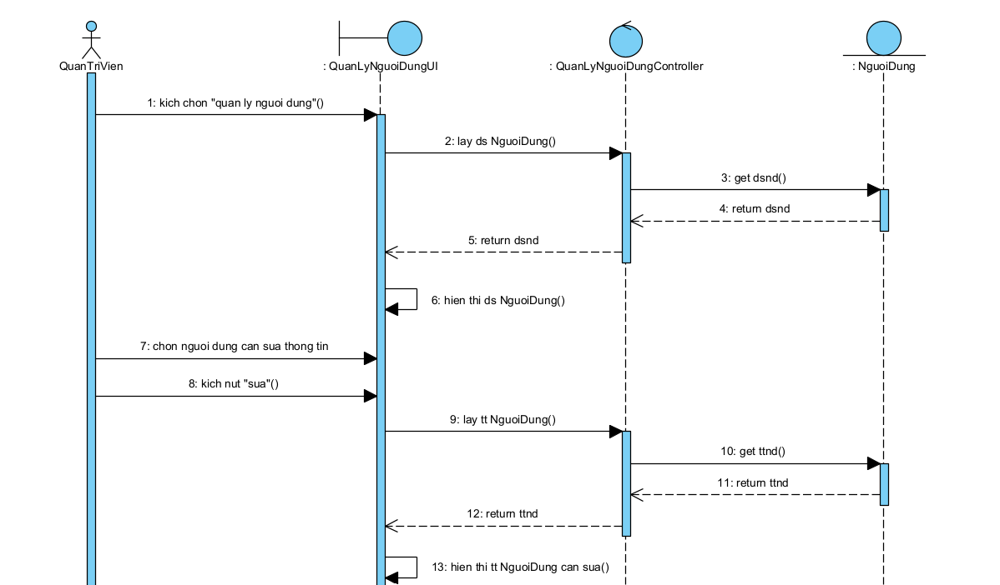 QuanTriVien
: QuanLyNguoiDungUI
: QuanLyNguoiDungController
: NguoiDung
1: kich chon "quan ly nguoi dung"()
2: lay ds NguoiDung()
3: get dsnd()
4: return dsnd
5: return dsnd
6: hien thi ds NguoiDung()
7: chon nguoi dung can sua thong tin
8: kich nut "sua"()
9: lay tt NguoiDung()
10: get ttnd()
11: return ttnd
12: return ttnd
13: hien thi tt NguoiDung can sua()